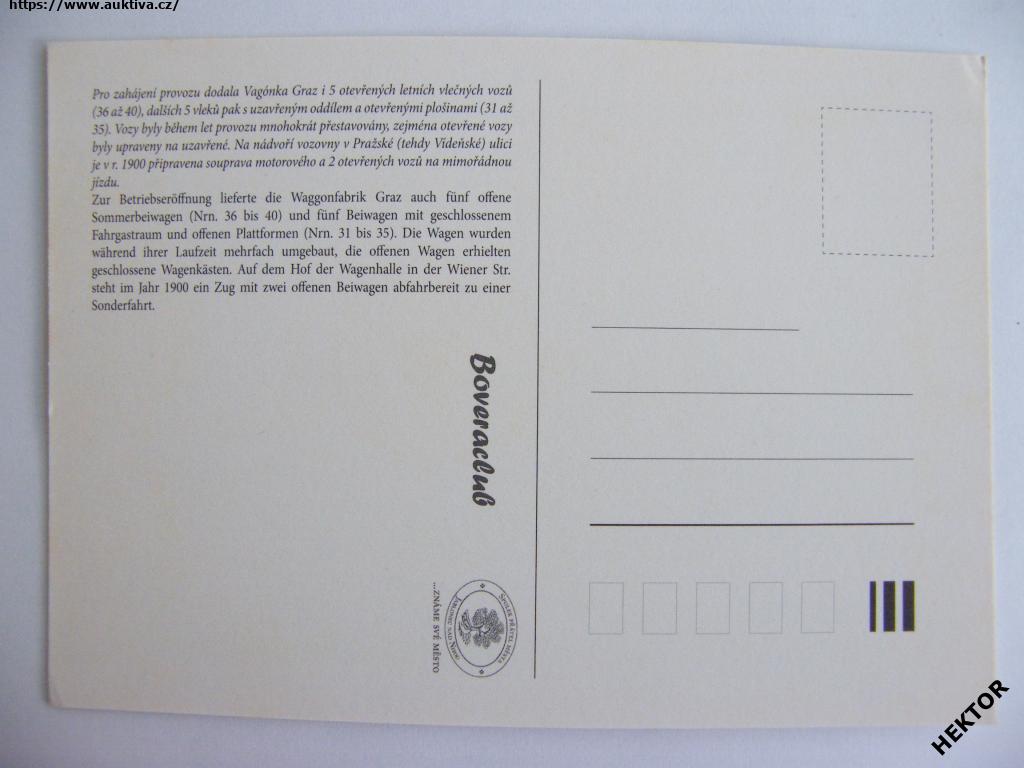 https://www.auktiva.cz/
Pro zahájení provozu dodala Vagónka Graz i 5 otevřených letních vlečných vozů
(36 až 40), dalších 5 vleků pak s uzavřeným oddílem a otevřenými plošinami (31 až
35). Vozy byly během let provozu mnohokrát přestavovány, zejména otevřené vozy
byly upraveny na uzavřené. Na nádvoří vozovny v Pražské (tehdy Vídeňské) ulici
je v r. 1900 připravena souprava motorového a 2 otevřených vozů na mimořádnou
jízdu.
Zur Betriebseröffnung lieferte die Waggonfabrik Graz auch fünf offene
Sommerbeiwagen (Nrn. 36 bis 40) und fünf Beiwagen mit geschlossenem
Fahrgastraum und offenen Plattformen (Nrn. 31 bis 35). Die Wagen wurden
während ihrer Laufzeit mehrfach umgebaut, die offenen Wagen erhielten
geschlossene Wagenkästen. Auf dem Hof der Wagenhalle in der Wiener Str.
steht im Jahr 1900 ein Zug mit zwei offenen Beiwagen abfahrbereit zu einer
Sonderfahrt.
Boveraclub
Spolek přátel města
Jablonec nad Nisou
...známe své město
HEKTOR